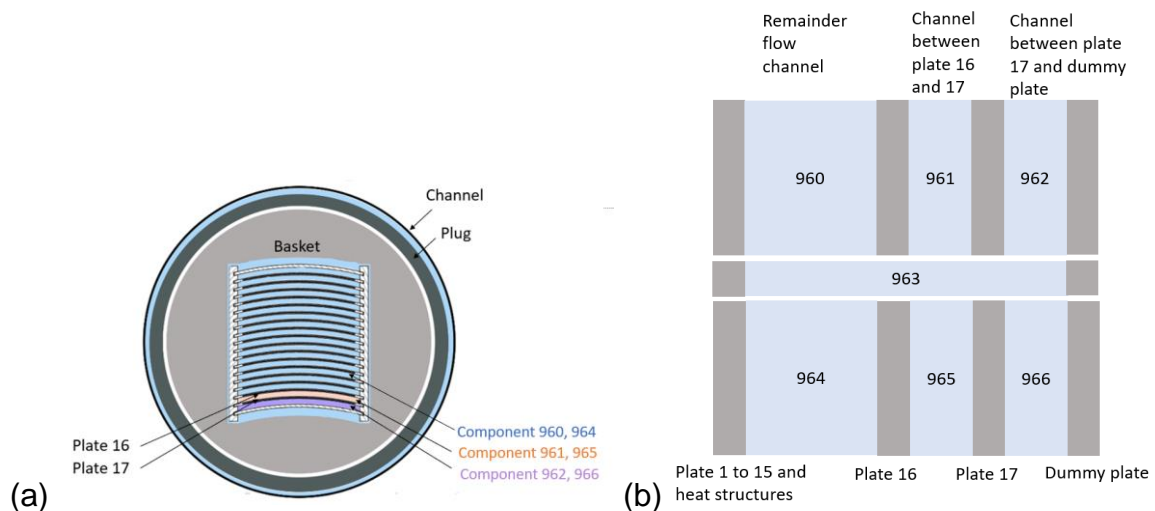 Channel
Plug
Basket
Plate 16
Plate 17
Component 960, 964
Component 961, 965
Component 962, 966
(a)
Remainder
flow
channel
Channel
between
plate 16
and 17
Channel
between plate
17 and dummy
plate
960
961
962
963
964
965
966
Plate 1 to 15 and
heat structures
Plate 16
Plate 17
Dummy plate
(b)